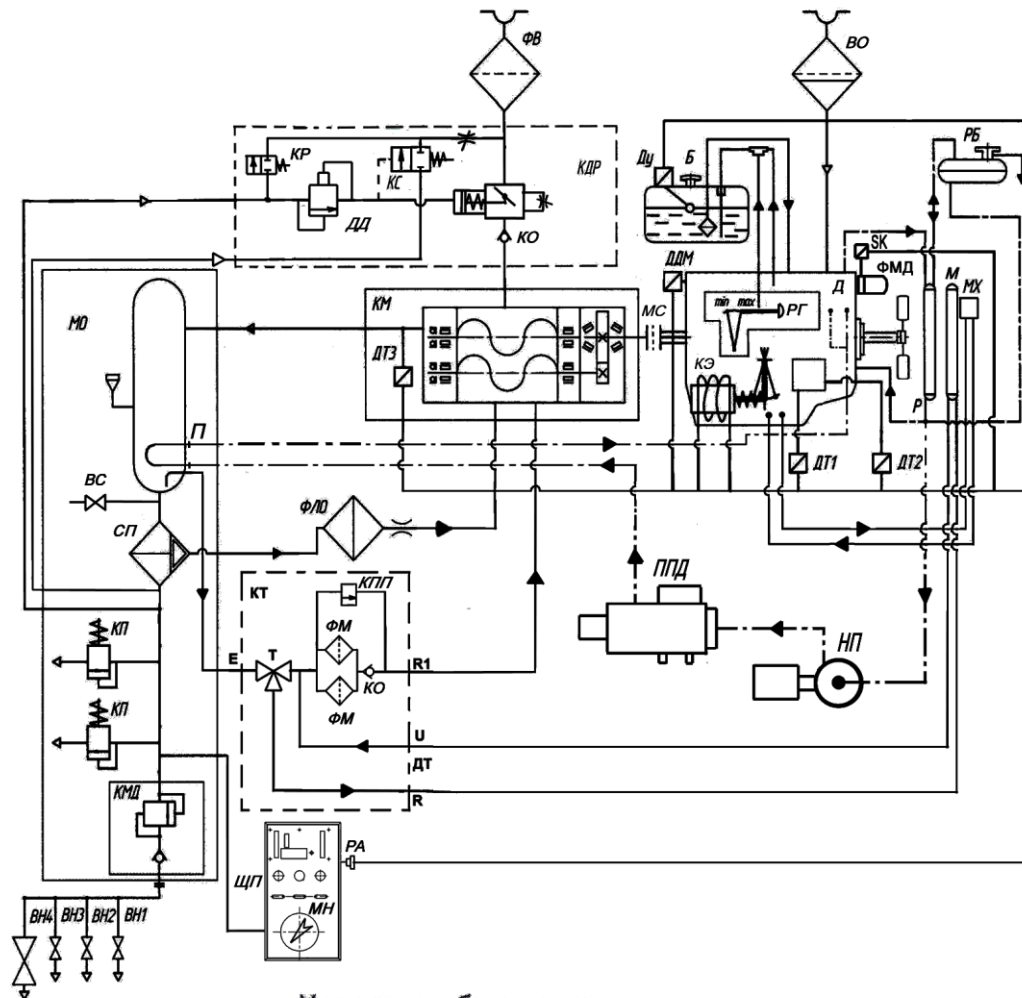 ФВ
ВО
КР
КС
КДР
ДД
КО
Ду
Б
РБ
SK
ФМД
ДДМ
Д
М
МХ
МО
КМ
МС
min max
РГ
ДТ3
КЭ
Р
П
ДТ1
ДТ2
ВС
СП
ФЛО
КПП
КТ
ППД
ФМ
НП
КП
E
Т
R1
КО
ФМ
КП
U
ДТ
R
КМД
РА
ЩП
МН
ВН4
ВН3
ВН2
ВН1